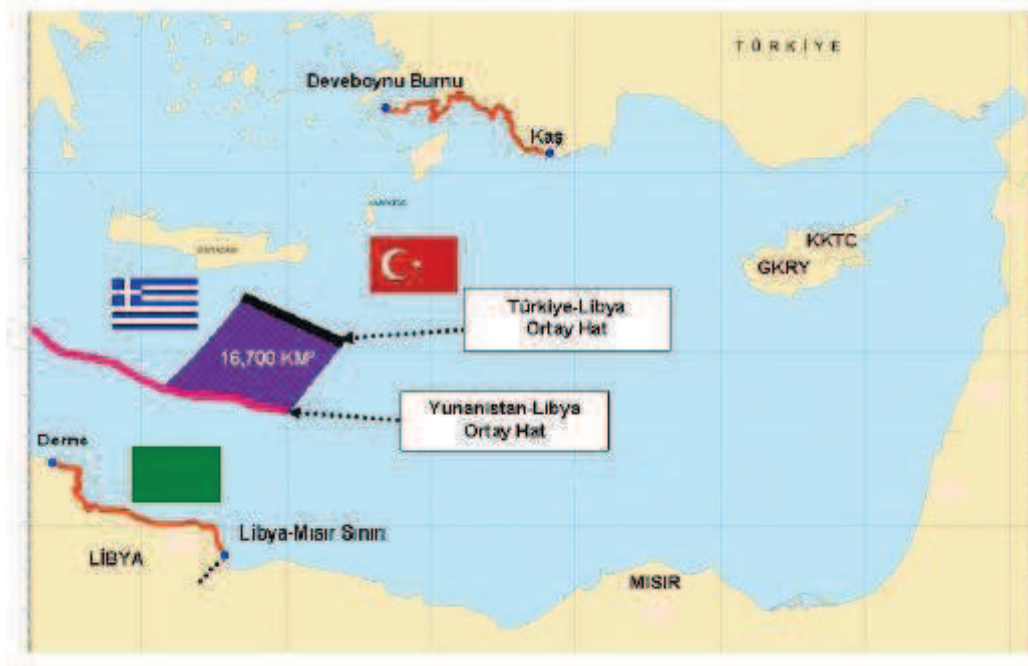 TÜRKİYE
Deveboynu Burnu
Kaş
KKTC
GKRY
Türkiye-Libya
Ortay Hat
16,700 KM²
Yunanistan-Libya
Ortay Hat
Derne
Libya-Mısır Sınırı
LİBYA
MISIR